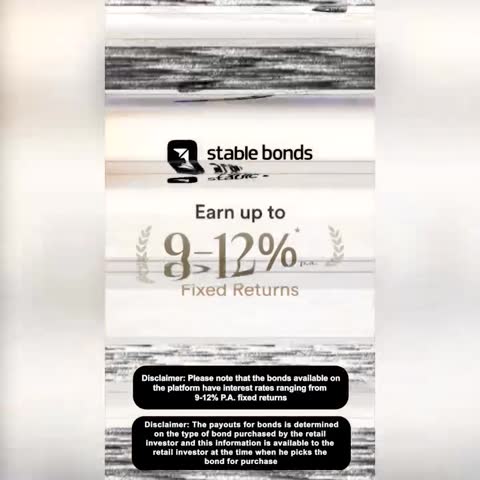 stable bonds
Earn up to
9-12%*
p.a.
Fixed Returns
Disclaimer: Please note that the bonds available on
the platform have interest rates ranging from
9-12% P.A. fixed returns
Disclaimer: The payouts for bonds is determined
on the type of bond purchased by the retail
investor and this information is available to the
retail investor at the time when he picks the
bond for purchase